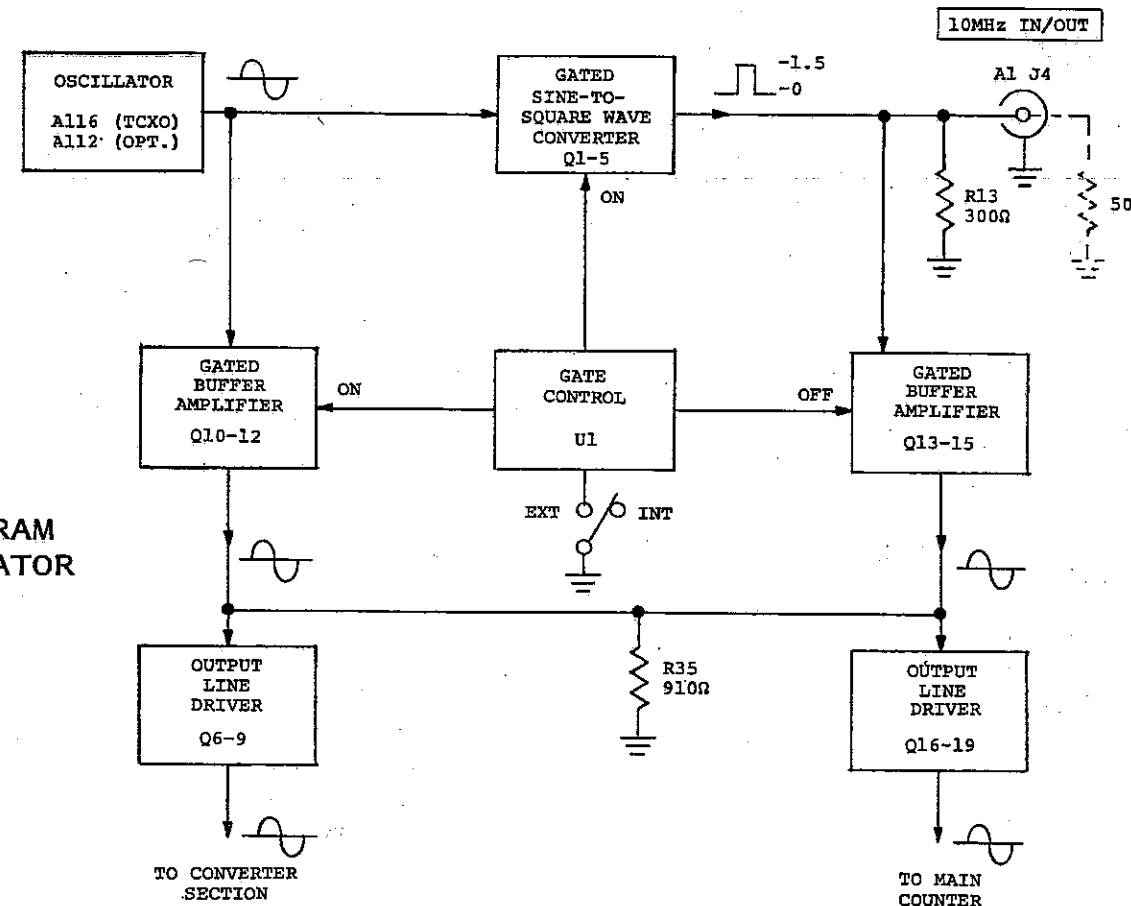 10MHz IN/OUT
OSCILLATOR
A116 (TCXO)
A112 (OPT.)
GATED
SINE-TO-
SQUARE WAVE
CONVERTER
Q1-5
-1.5
-0
A1 J4
R13
300Ω
50
ON
GATED
BUFFER
AMPLIFIER
Q10-12
ON
GATE
CONTROL
U1
OFF
GATED
BUFFER
AMPLIFIER
Q13-15
EXT
INT
RAM
ATOR
OUTPUT
LINE
DRIVER
Q6-9
R35
910Ω
OUTPUT
LINE
DRIVER
Q16-19
TO CONVERTER
SECTION
TO MAIN
COUNTER